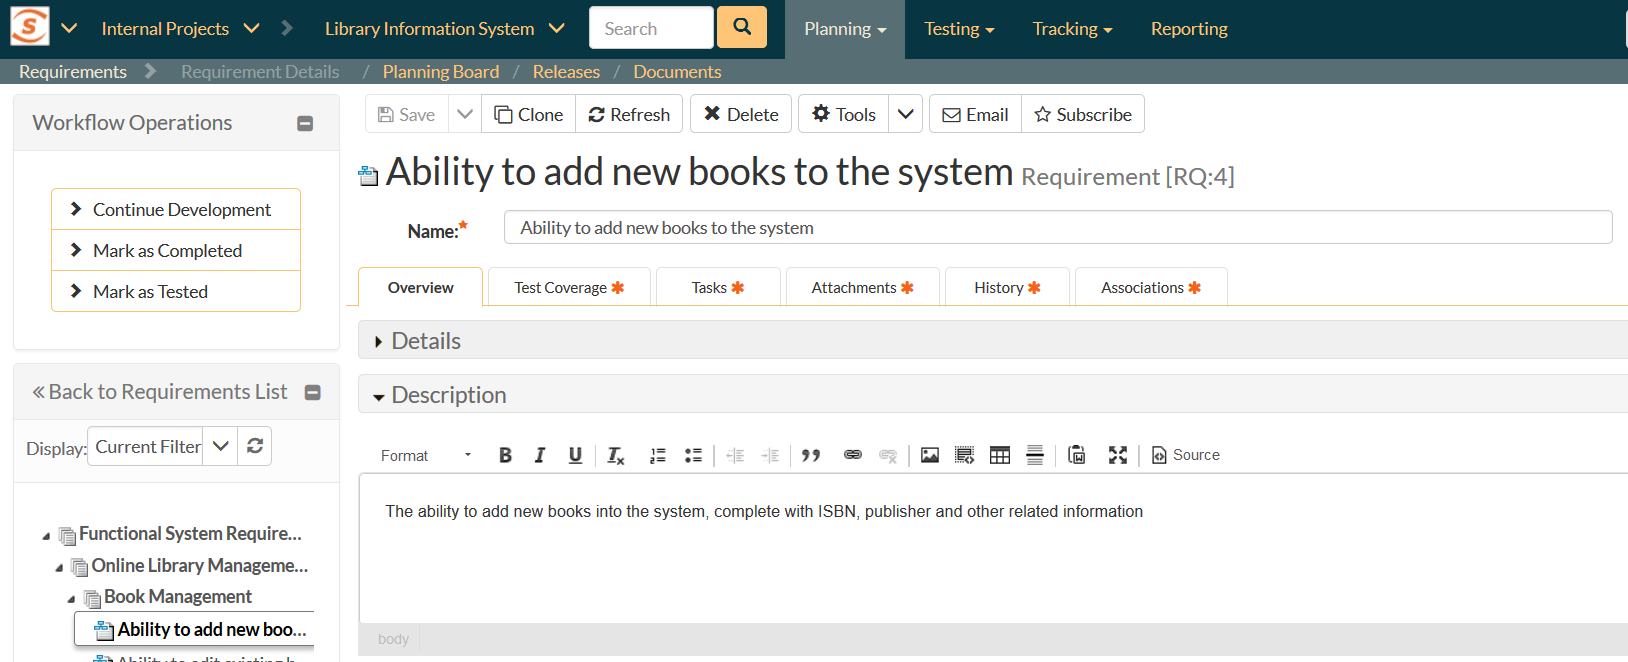 S Internal Projects Library Information System Search Planning Testing Tracking Reporting
Requirements Requirement Details / Planning Board / Releases / Documents
Workflow Operations
Continue Development
Mark as Completed
Mark as Tested
« Back to Requirements List
Display: Current Filter
Functional System Require...
Online Library Manageme...
Book Management
Ability to add new boo...
Ability to edit existing b
Save Clone Refresh Delete Tools Email Subscribe
Ability to add new books to the system Requirement [RQ:4]
Name:* Ability to add new books to the system
Overview Test Coverage * Tasks * Attachments * History * Associations *
Details
Description
Format B I U Tx Source
The ability to add new books into the system, complete with ISBN, publisher and other related information
body